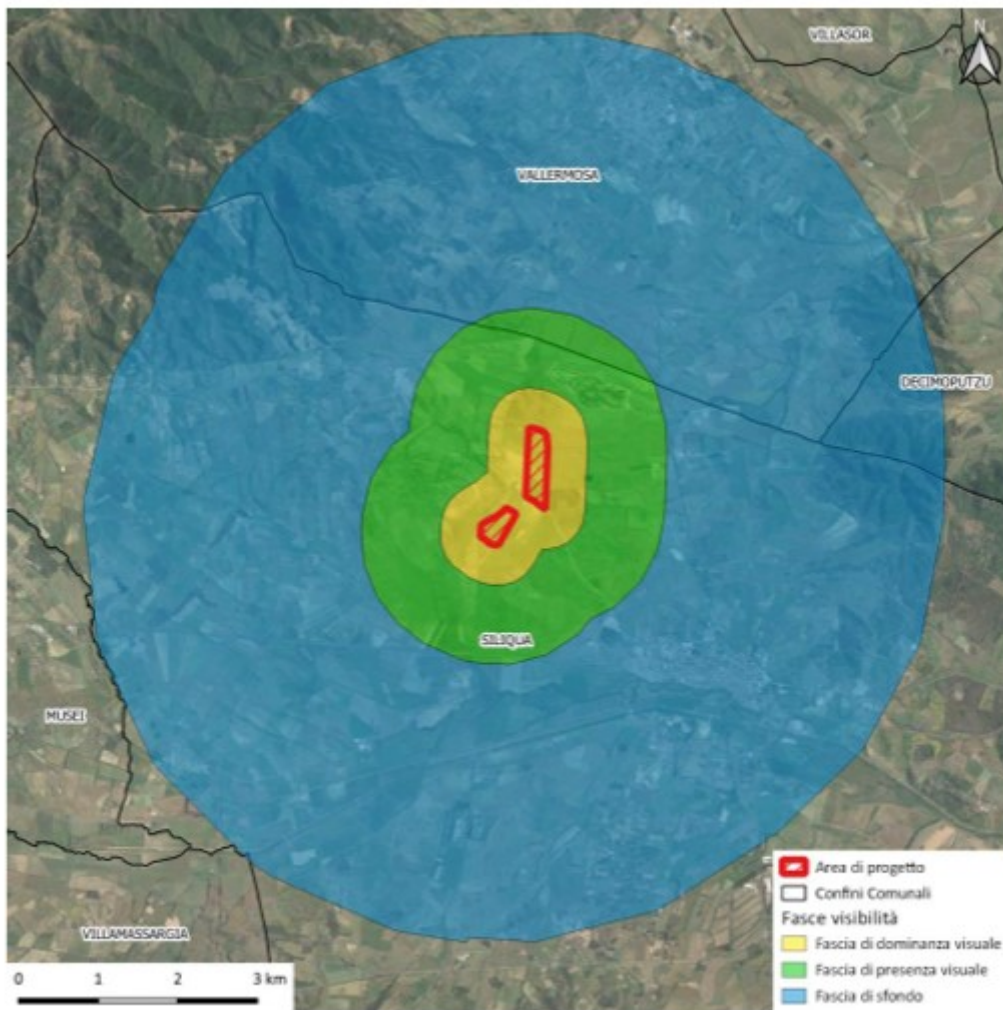 VILLASOR
N
VALLERMOSA
DECIMOPUTZU
SILIQUA
MUSEI
VILLAMASSARGIA
0 1 2 3 km
Area di progetto
Confini Comunali
Fasce visibilità
Fascia di dominanza visuale
Fascia di presenza visuale
Fascia di sfondo